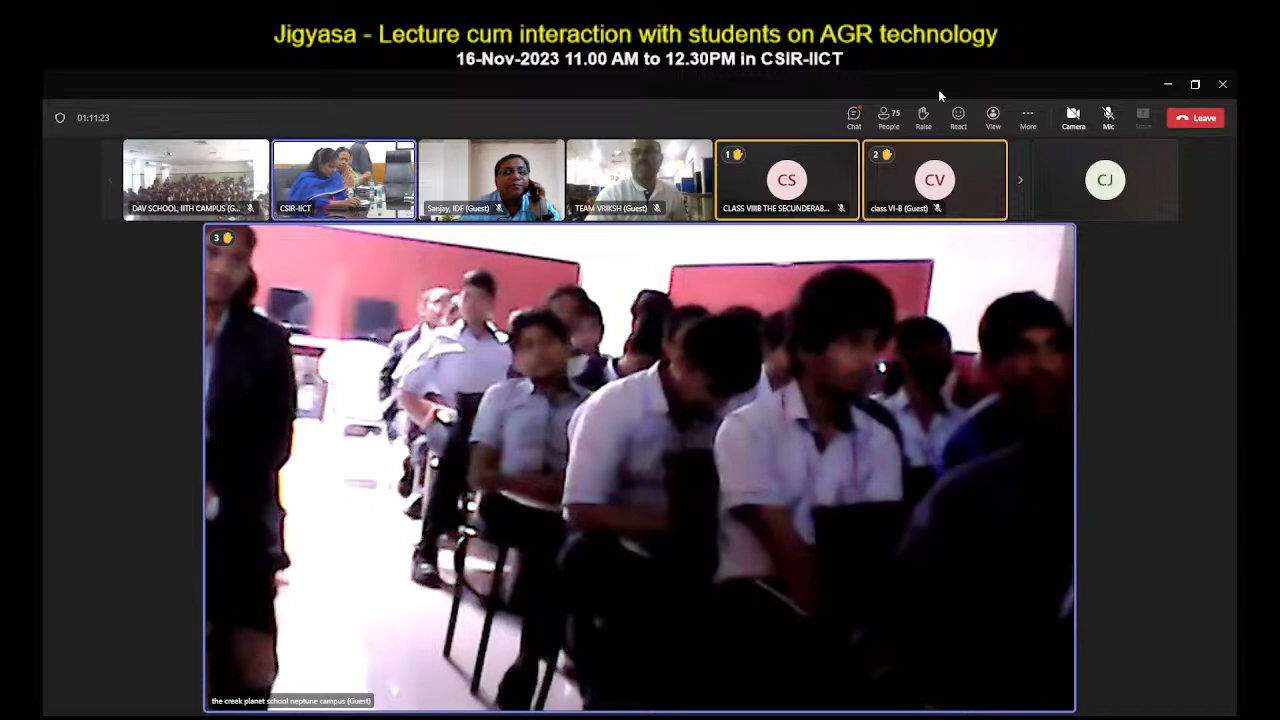 Jigyasa - Lecture cum interaction with students on AGR technology
16-Nov-2023 11.00 AM to 12.30PM in CSIR-IICT
01:11:23
Chat
75
People
Raise
React
View
More
Camera
Mic
Share
Leave
DAV SCHOOL, IITH CAMPUS (G...
CSIR-IICT
Sanjay, IDF (Guest)
TEAM VRIKSH (Guest)
1
CS
CLASS VIIIB THE SECUNDERAB...
2
CV
class VI-B (Guest)
CJ
3
the creek planet school neptune campus (Guest)